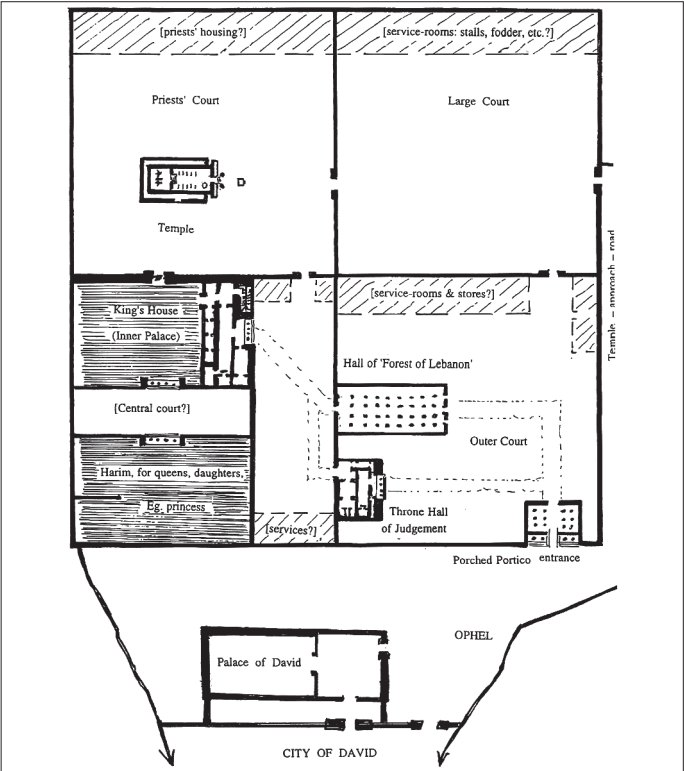 [priests' housing?]
[service-rooms: stalls, fodder, etc.?]
Priests' Court
Large Court
Temple
Temple – approach – road
King's House
(Inner Palace)
[service-rooms & stores?]
Hall of 'Forest of Lebanon'
[Central court?]
Outer Court
Harim, for queens, daughters,
Eg. princess
[services?]
Throne Hall
of Judgement
Porched Portico entrance
OPHEL
Palace of David
CITY OF DAVID